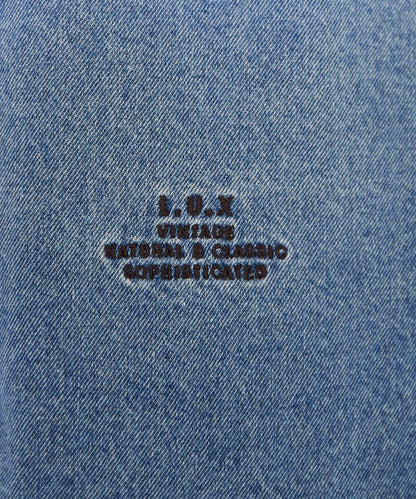 L.U.X
VINTAGE
NATURAL & CLASSIC
SOPHISTICATED